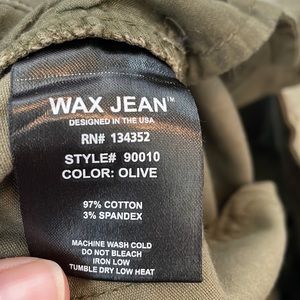 WAX JEAN™
DESIGNED IN THE USA
RN# 134352
STYLE# 90010
COLOR: OLIVE
97% COTTON
3% SPANDEX
MACHINE WASH COLD
DO NOT BLEACH
IRON LOW
TUMBLE DRY LOW HEAT